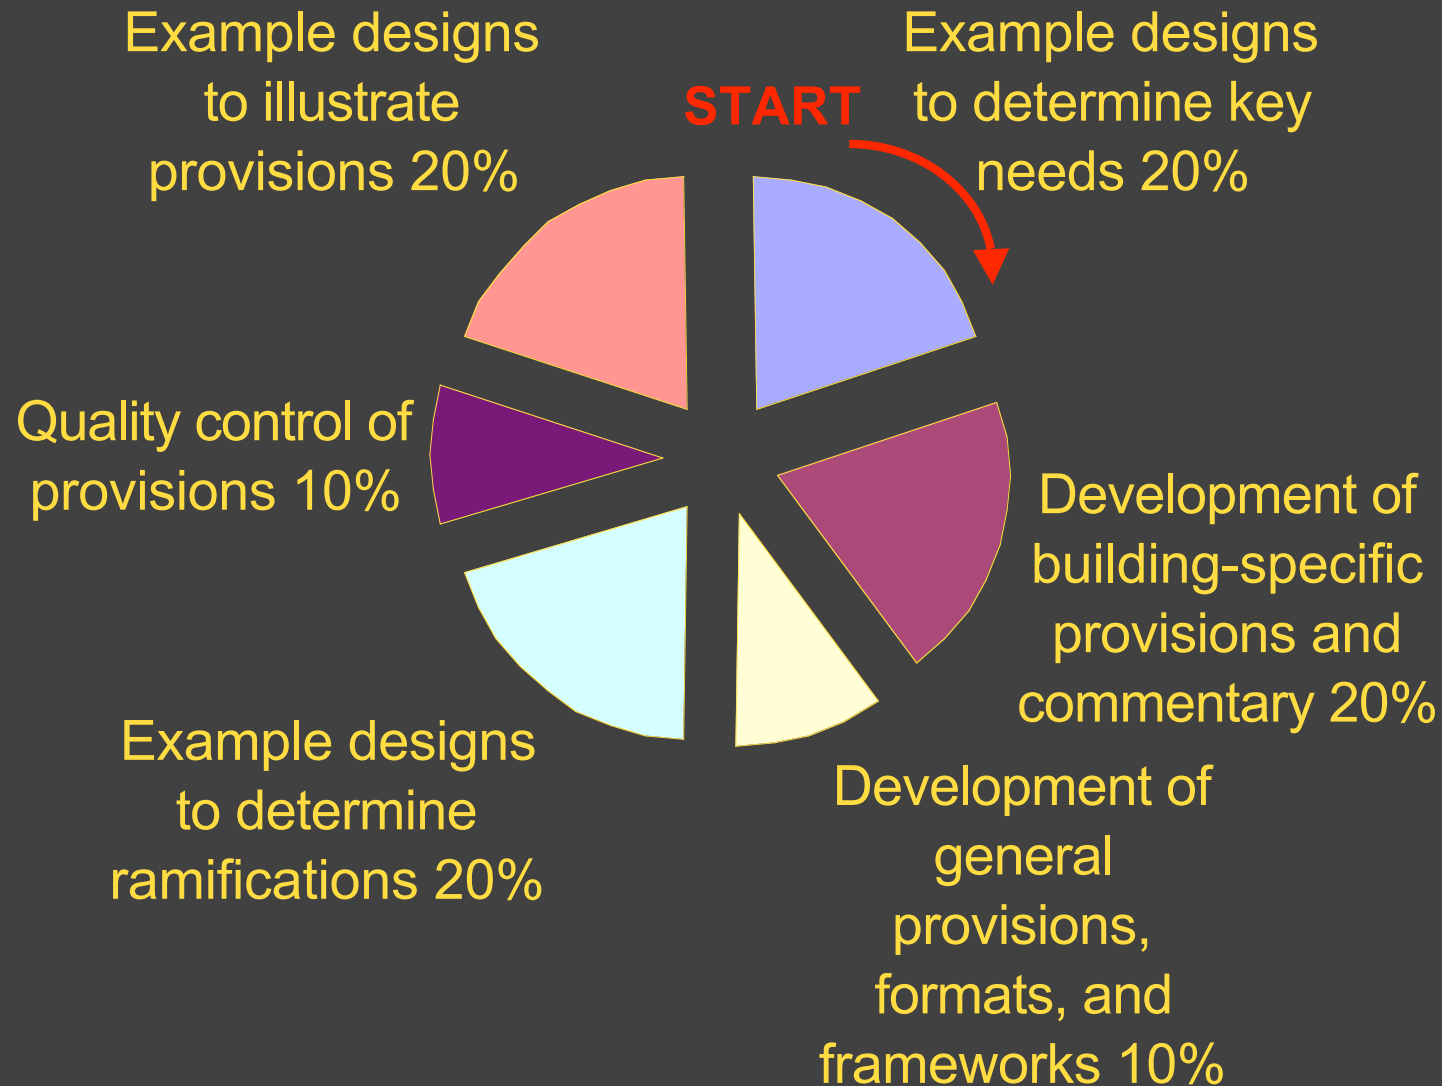 Example designs
to illustrate
provisions 20%
START
Example designs
to determine key
needs 20%
Quality control of
provisions 10%
Development of
building-specific
provisions and
commentary 20%
Example designs
to determine
ramifications 20%
Development of
general
provisions,
formats, and
frameworks 10%